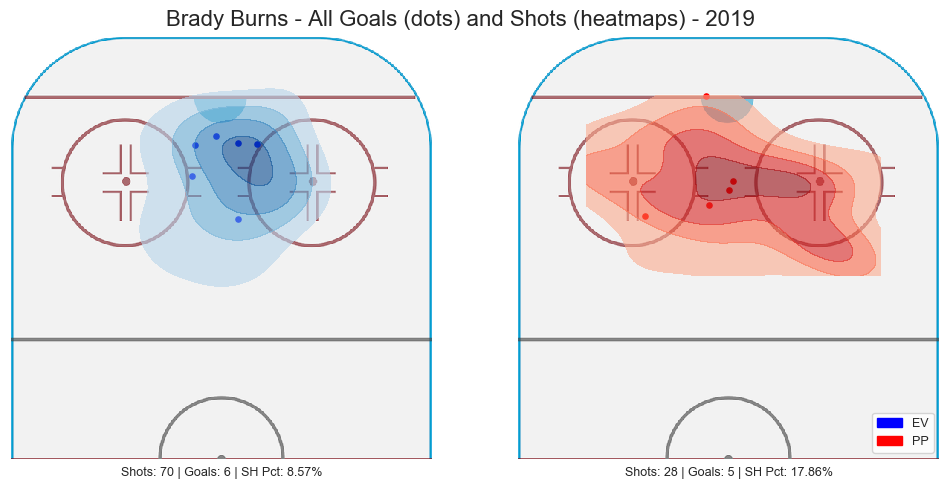 Brady Burns - All Goals (dots) and Shots (heatmaps) - 2019
EV
PP
Shots: 70 | Goals: 6 | SH Pct: 8.57%
Shots: 28 | Goals: 5 | SH Pct: 17.86%